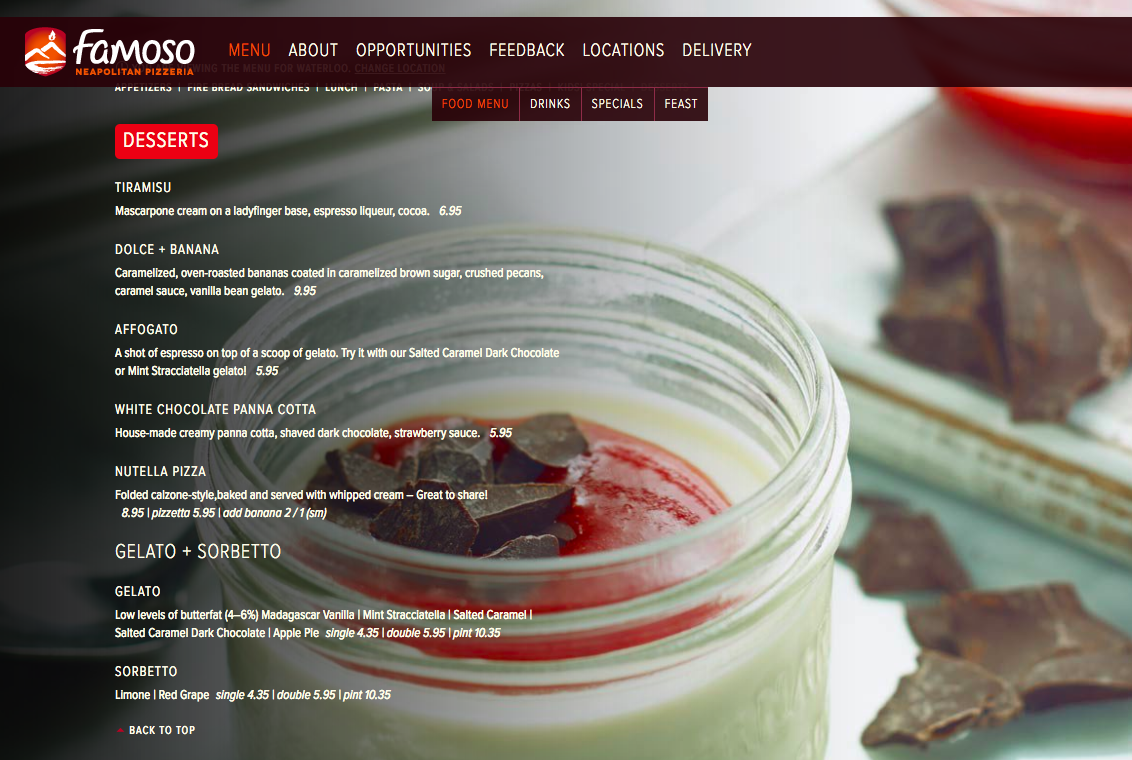 Famoso
NEAPOLITAN PIZZERIA
MENU ABOUT OPPORTUNITIES FEEDBACK LOCATIONS DELIVERY
WING THE MENU FOR WATERLOO. CHANGE LOCATION
APPETIZERS | FIRE BREAD SANDWICHES | LUNCH | PASTA |
FOOD MENU DRINKS SPECIALS FEAST
DESSERTS
TIRAMISU
Mascarpone cream on a ladyfinger base, espresso liqueur, cocoa. 6.95
DOLCE + BANANA
Caramelized, oven-roasted bananas coated in caramelized brown sugar, crushed pecans,
caramel sauce, vanilla bean gelato. 9.95
AFFOGATO
A shot of espresso on top of a scoop of gelato. Try it with our Salted Caramel Dark Chocolate
or Mint Stracciatella gelato! 5.95
WHITE CHOCOLATE PANNA COTTA
House-made creamy panna cotta, shaved dark chocolate, strawberry sauce. 5.95
NUTELLA PIZZA
Folded calzone-style,baked and served with whipped cream – Great to share!
8.95 | pizzetta 5.95 | add banana 2 / 1 (sm)
GELATO + SORBETTO
GELATO
Low levels of butterfat (4–6%) Madagascar Vanilla | Mint Stracciatella | Salted Caramel |
Salted Caramel Dark Chocolate | Apple Pie single 4.35 | double 5.95 | pint 10.35
SORBETTO
Limone | Red Grape single 4.35 | double 5.95 | pint 10.35
BACK TO TOP